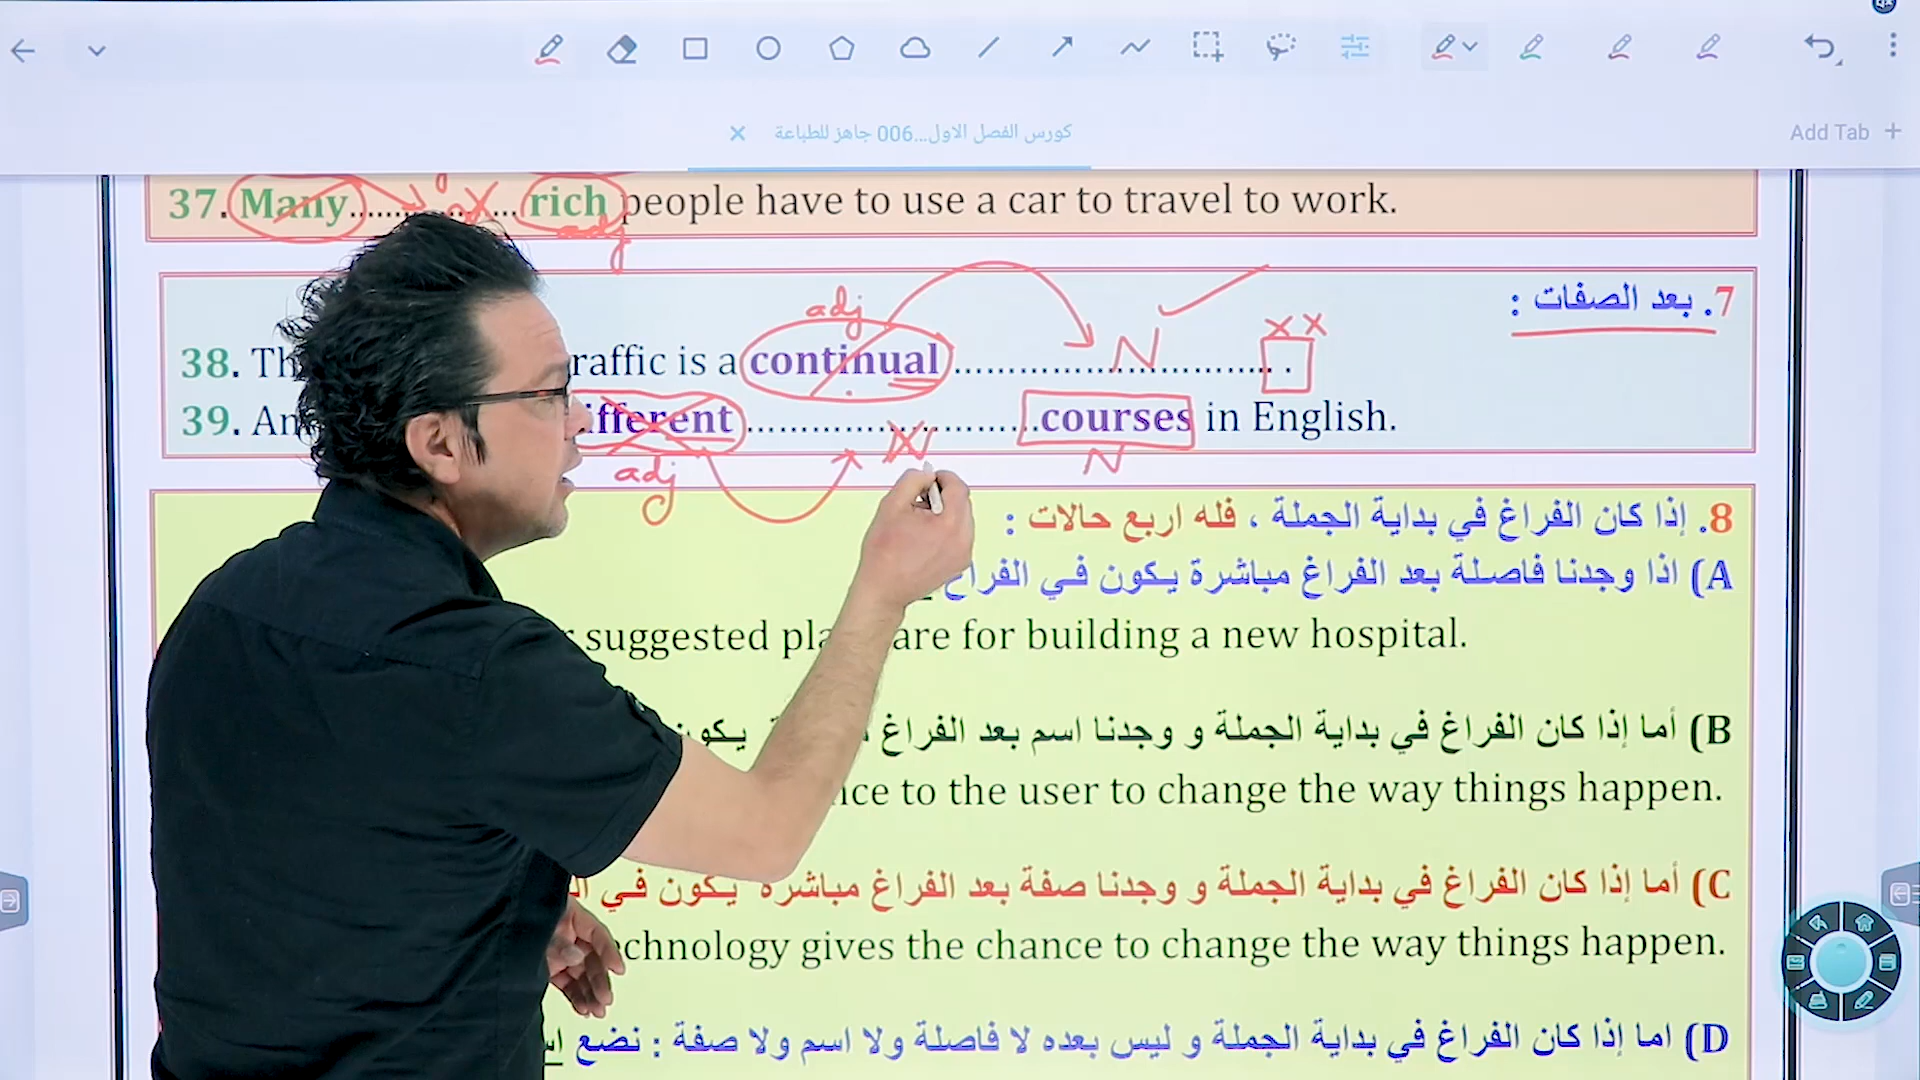 كورس الفصل الاول...006 جاهز للطباعة
Add Tab
37. Many.................. rich people have to use a car to travel to work.
adj
7. بعد الصفات :
adj
38. raffic is a continual ............................... .
N
39. ifferent ............................courses in English.
adj
N
N
8. إذا كان الفراغ في بداية الجملة ، فله اربع حالات :
A) اذا وجدنا فاصلة بعد الفراغ مباشرة يكون في الفراغ
suggested are for building a new hospital.
B) أما إذا كان الفراغ في بداية الجملة و وجدنا اسم بعد الفراغ يكون
to the user to change the way things happen.
C) أما إذا كان الفراغ في بداية الجملة و وجدنا صفة بعد الفراغ مباشرة يكون في
echnology gives the chance to change the way things happen.
D) اما إذا كان الفراغ في بداية الجملة و ليس بعده لا فاصلة ولا اسم ولا صفة : نضع